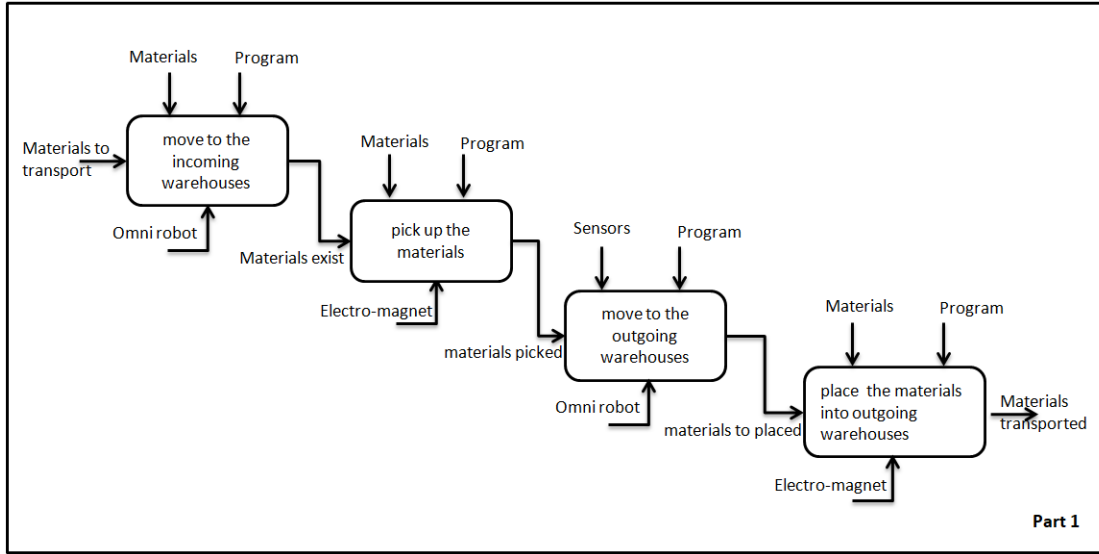 Materials
Program
move to the
incoming
warehouses
Materials to
transport
Omni robot
Materials
Program
pick up the
materials
Materials exist
Electro-magnet
Sensors
Program
move to the
outgoing
warehouses
materials picked
Omni robot
Materials
Program
place the materials
into outgoing
warehouses
materials to placed
Materials
transported
Electro-magnet
Part 1